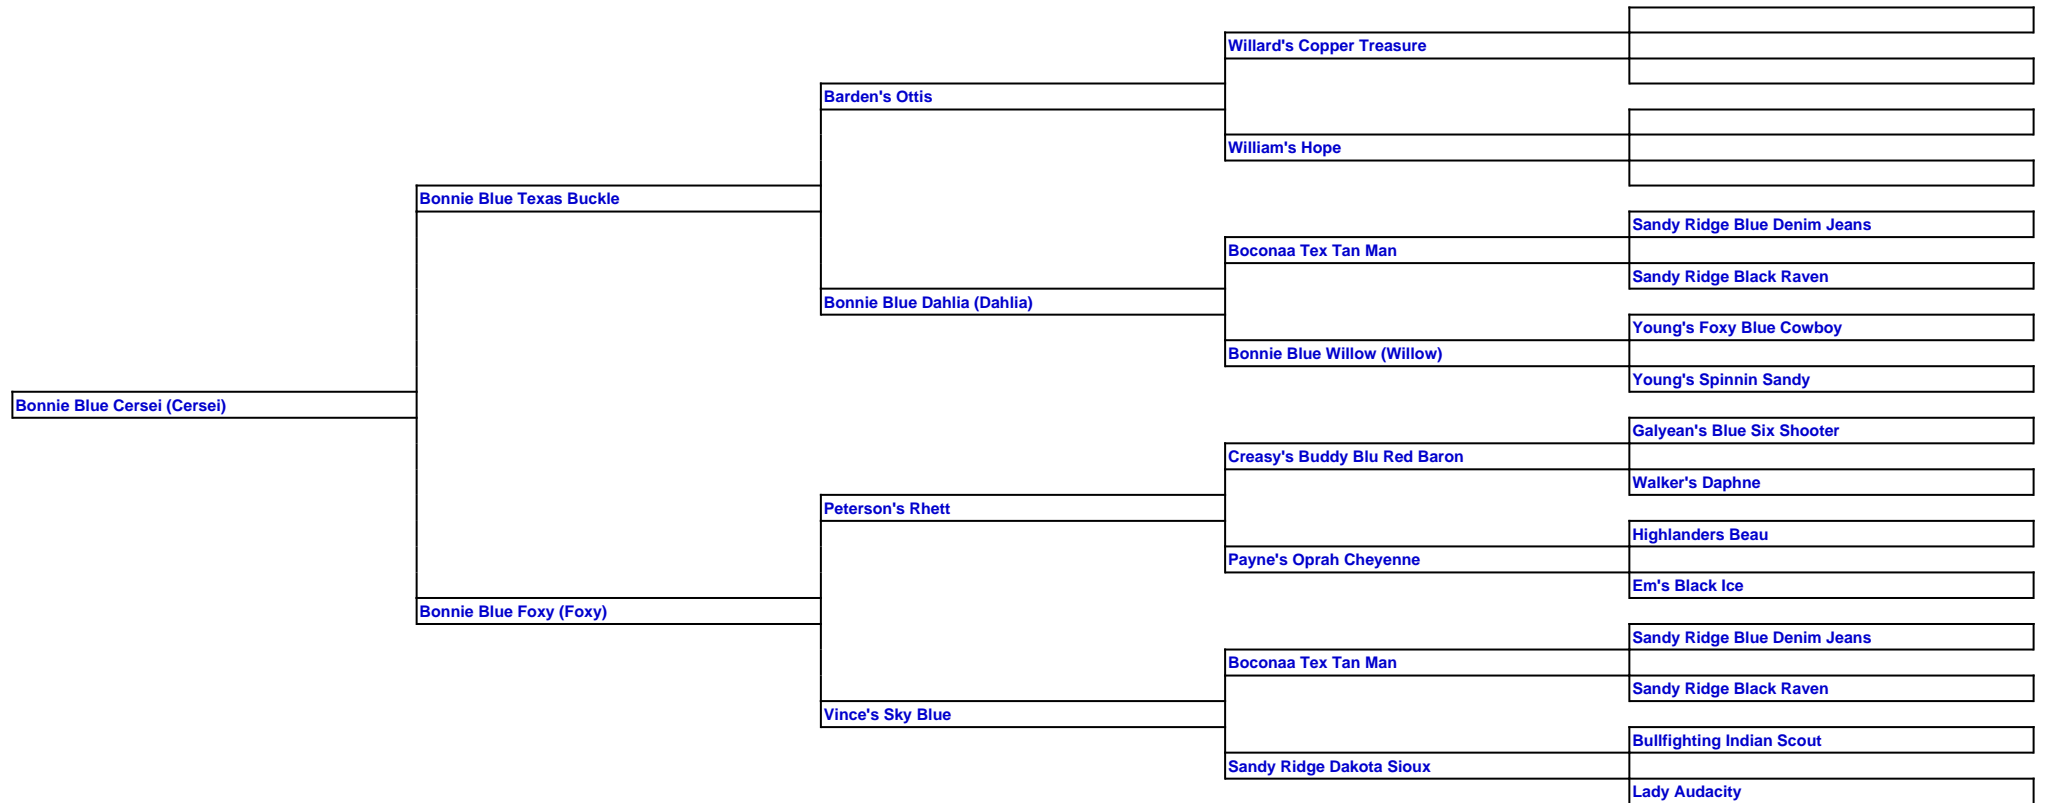 Willard's Copper Treasure
Barden's Ottis
William's Hope
Bonnie Blue Texas Buckle
Sandy Ridge Blue Denim Jeans
Boconaa Tex Tan Man
Sandy Ridge Black Raven
Bonnie Blue Dahlia (Dahlia)
Young's Foxy Blue Cowboy
Bonnie Blue Willow (Willow)
Young's Spinnin Sandy
Bonnie Blue Cersei (Cersei)
Galyean's Blue Six Shooter
Creasy's Buddy Blu Red Baron
Walker's Daphne
Peterson's Rhett
Highlanders Beau
Payne's Oprah Cheyenne
Em's Black Ice
Bonnie Blue Foxy (Foxy)
Sandy Ridge Blue Denim Jeans
Boconaa Tex Tan Man
Sandy Ridge Black Raven
Vince's Sky Blue
Bullfighting Indian Scout
Sandy Ridge Dakota Sioux
Lady Audacity